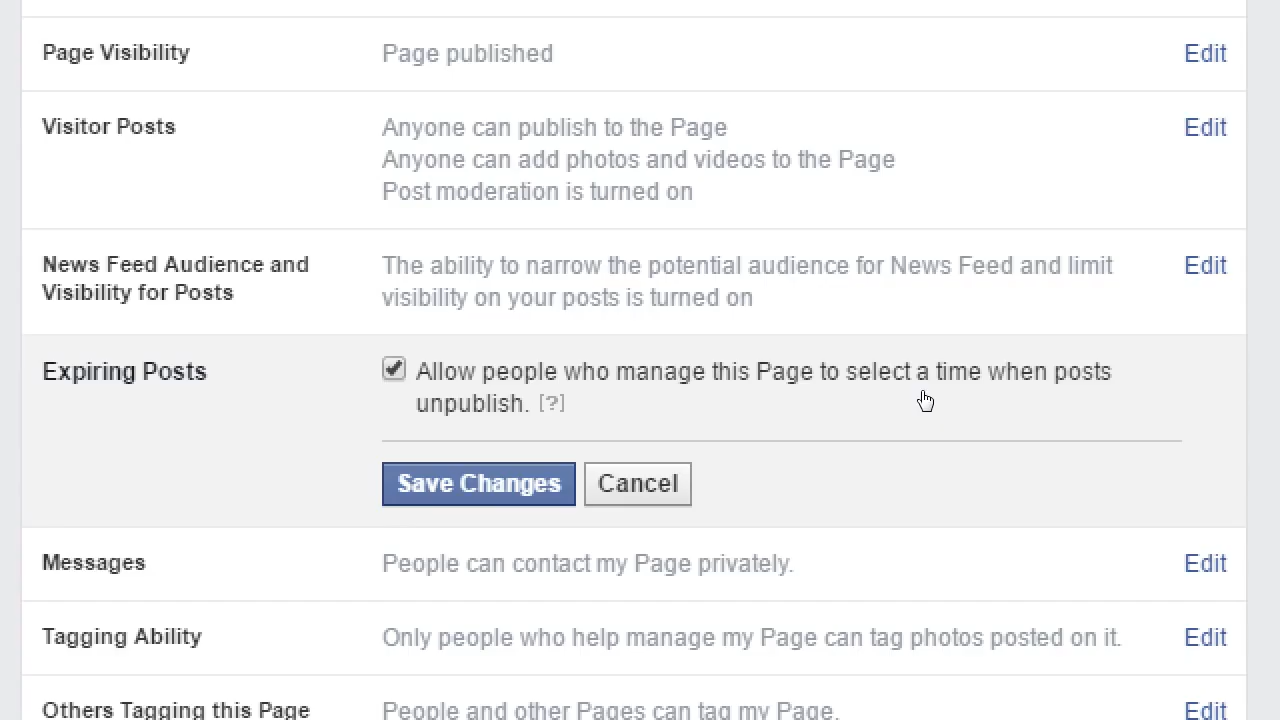 Page Visibility
Page published
Edit
Visitor Posts
Anyone can publish to the Page
Edit
Anyone can add photos and videos to the Page
Post moderation is turned on
News Feed Audience and
Visibility for Posts
The ability to narrow the potential audience for News Feed and limit
visibility on your posts is turned on
Edit
Expiring Posts
Allow people who manage this Page to select a time when posts
unpublish. [?]
Save Changes
Cancel
Messages
People can contact my Page privately.
Edit
Tagging Ability
Only people who help manage my Page can tag photos posted on it.
Edit
Others Tagging this Page
People and other Pages can tag my Page.
Edit